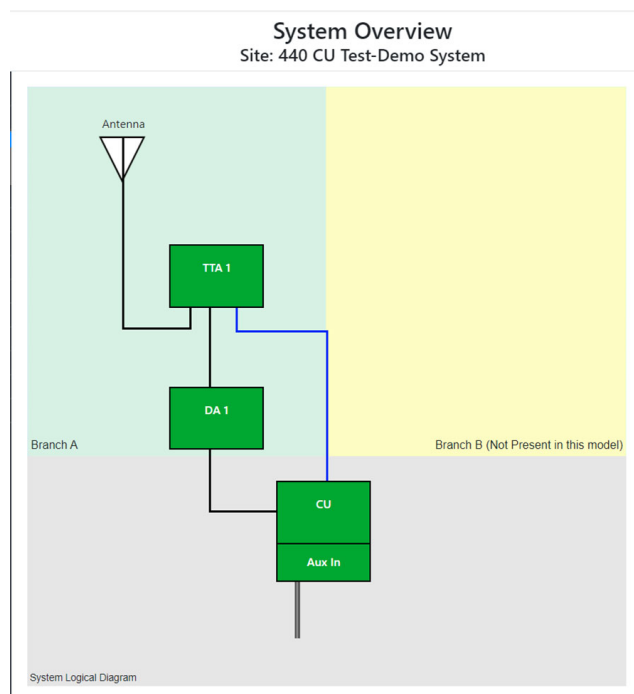 System Overview
Site: 440 CU Test-Demo System
Antenna
TTA 1
DA 1
Branch A
Branch B (Not Present in this model)
CU
Aux In
System Logical Diagram